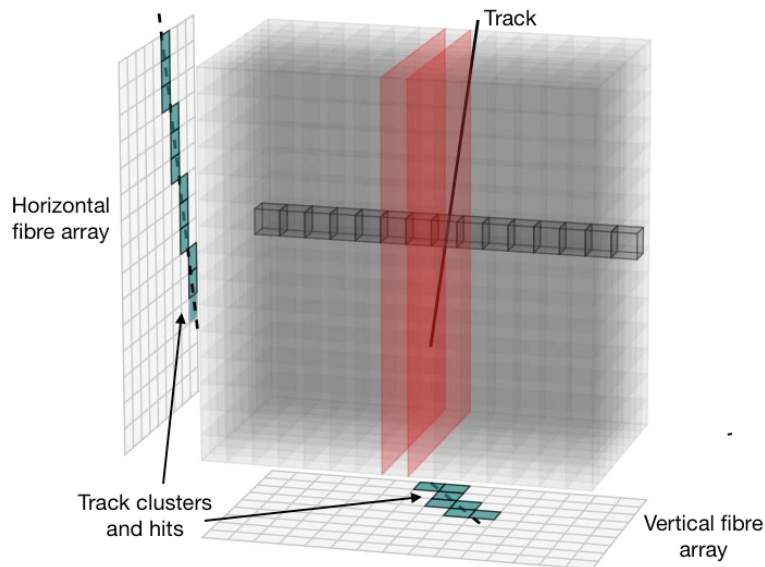 Track
Horizontal
fibre array
Track clusters
and hits
Vertical fibre
array